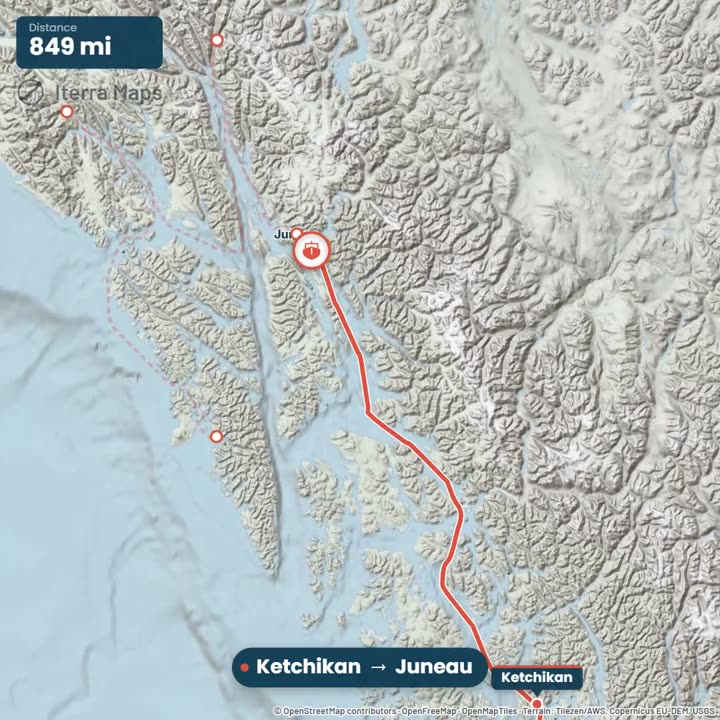 Distance
849 mi
Iterra Maps
Jun
Ketchikan → Juneau
Ketchikan
© OpenStreetMap contributors · OpenFreeMap · OpenMapTiles · Terrain: Tilezen/AWS, Copernicus EU-DEM, USGS